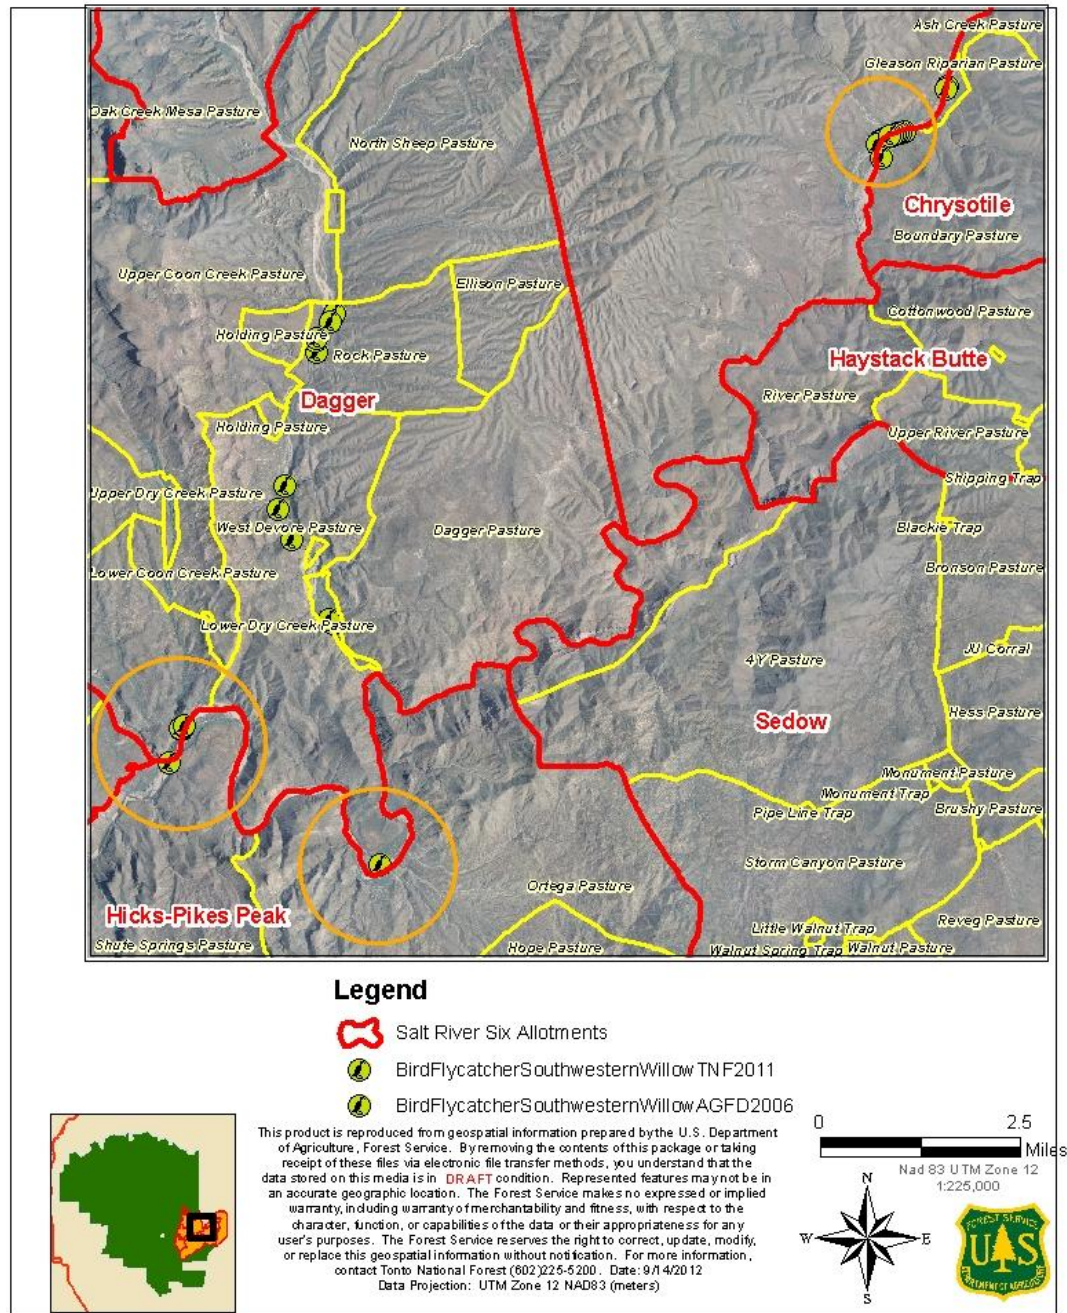 Ash Creek Pasture
Gleason Riparian Pasture
Oak Creek Mesa Pasture
North Sheep Pasture
Chrysotile
Boundary Pasture
Upper Coon Creek Pasture
Ellison Pasture
Cottonwood Pasture
Holding Pasture
Rock Pasture
Haystack Butte
River Pasture
Dagger
Holding Pasture
Upper River Pasture
Shipping Trap
Upper Dry Creek Pasture
West Devore Pasture
Dagger Pasture
Blackie Trap
Lower Coon Creek Pasture
Bronson Pasture
Lower Dry Creek Pasture
JU Corral
4Y Pasture
Sedow
Hess Pasture
Monument Pasture
Monument Trap
Pipe Line Trap
Brushy Pasture
Storm Canyon Pasture
Ortega Pasture
Hicks-Pikes Peak
Little Walnut Trap
Reveg Pasture
Shute Springs Pasture
Hope Pasture
Walnut Spring Trap
Walnut Pasture
Legend
Salt River Six Allotments
BirdFlycatcherSouthwesternWillowTNF2011
BirdFlycatcherSouthwesternWillowAGFD2006
This product is reproduced from geospatial information prepared by the U.S. Department
of Agriculture, Forest Service. By removing the contents of this package or taking
receipt of these files via electronic file transfer methods, you understand that the
data stored on this media is in DRAFT condition. Represented features may not be in
an accurate geographic location. The Forest Service makes no expressed or implied
warranty, including warranty of merchantability and fitness, with respect to the
character, function, or capabilities of the data or their appropriateness for any
user's purposes. The Forest Service reserves the right to correct, update, modify,
or replace this geospatial information without notification. For more information,
contact Tonto National Forest (602)225-5200. Date: 9/14/2012
Data Projection: UTM Zone 12 NAD83 (meters)
0 2.5
Miles
Nad 83 UTM Zone 12
1:225,000
N
W E
S
FOREST SERVICE
U S
DEPARTMENT OF AGRICULTURE